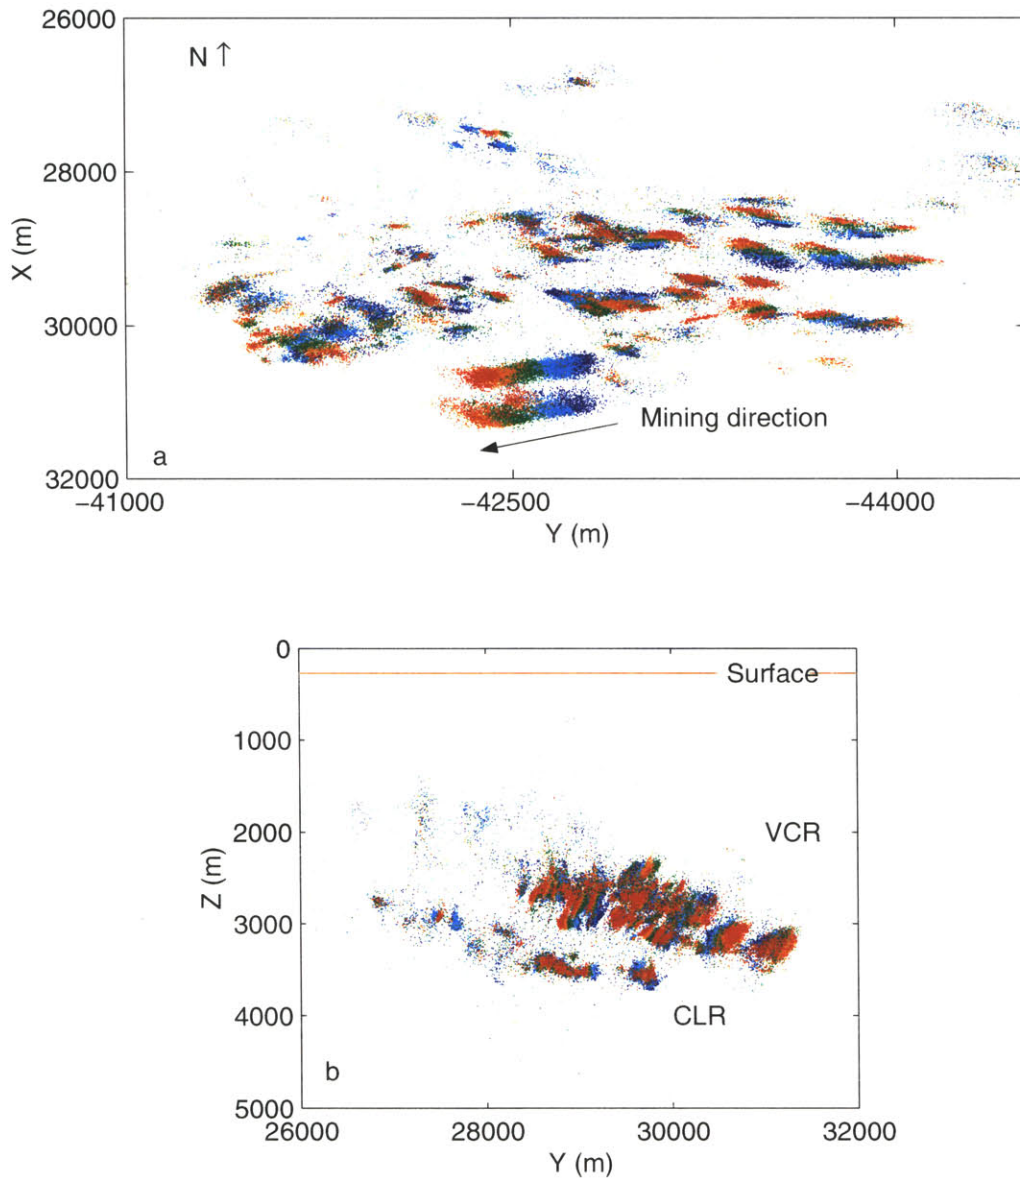 26000
N ↑
28000
X (m)
30000
Mining direction
a
32000
−41000 −42500 −44000
Y (m)
0
Surface
1000
2000
VCR
Z (m)
3000
4000
CLR
b
5000
26000 28000 30000 32000
Y (m)